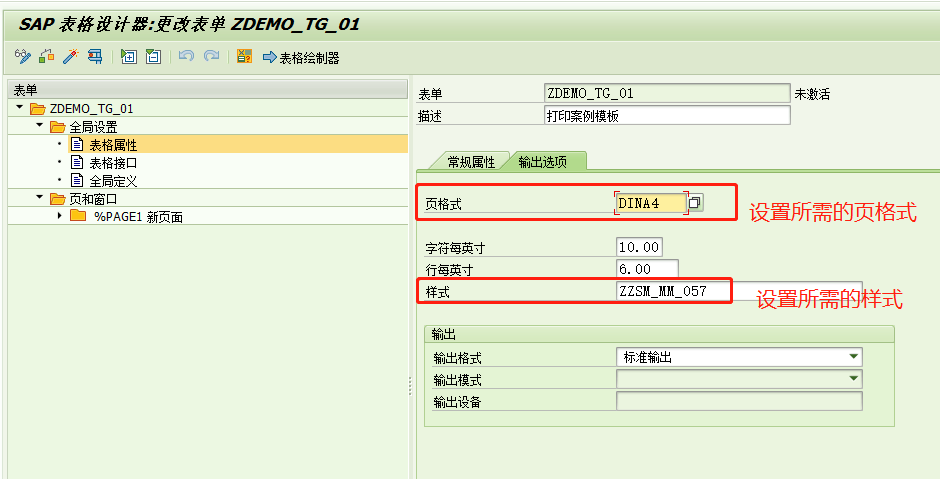 SAP 表格设计器:更改表单 ZDEMO_TG_01
表格绘制器
表单
ZDEMO_TG_01
全局设置
表格属性
表格接口
全局定义
页和窗口
%PAGE1 新页面
表单 ZDEMO_TG_01 未激活
描述 打印案例模板
常规属性 输出选项
页格式 DINA4 设置所需的页格式
字符每英寸 10.00
行每英寸 6.00
样式 ZZSM_MM_057 设置所需的样式
输出
输出格式 标准输出
输出模式
输出设备